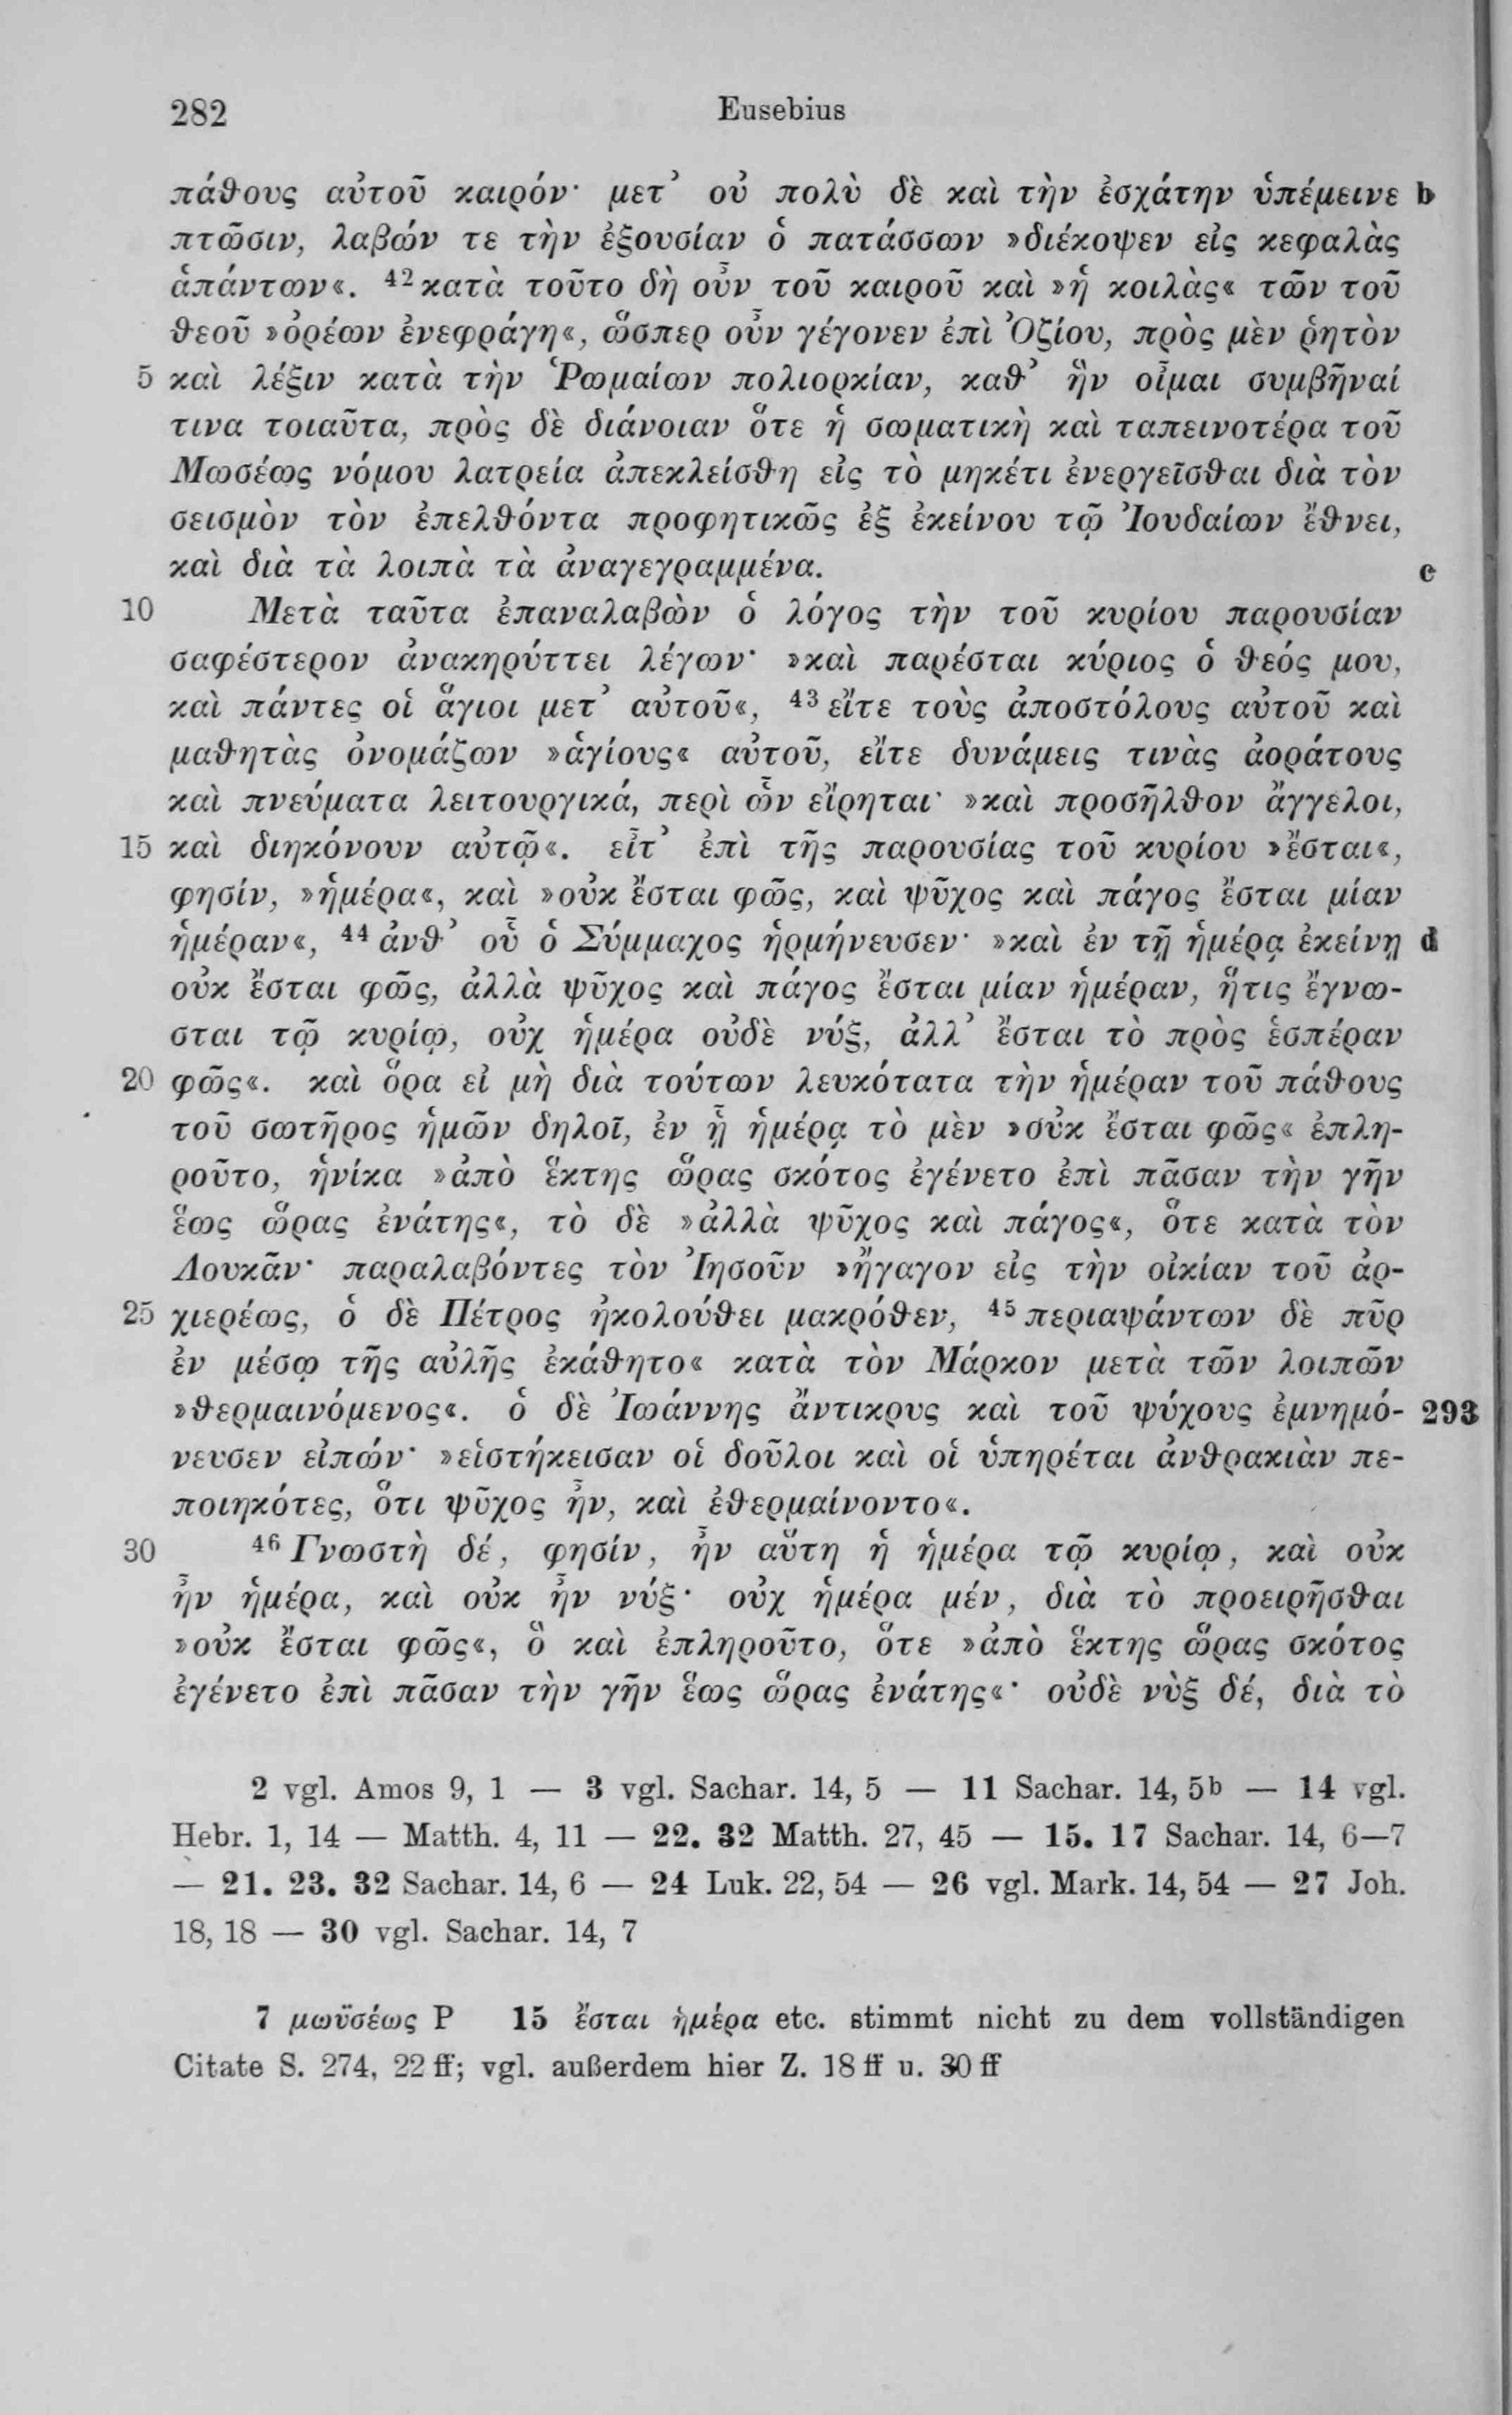 282 Eusebius
πάθους αὐτοῦ καιρόν· μετ’ οὐ πολὺ δὲ καὶ τὴν ἐσχάτην ὑπέμεινε b
πτῶσιν, λαβών τε τὴν ἐξουσίαν ὁ πατάσσων »διέκοψεν εἰς κεφαλὰς
ἁπάντων«. ⁴²κατὰ τοῦτο δὴ οὖν τοῦ καιροῦ καὶ »ἡ κοιλὰς« τῶν τοῦ
θεοῦ »ὀρέων ἐνεφράγη«, ὥσπερ οὖν γέγονεν ἐπὶ Ὀζίου, πρὸς μὲν ῥητὸν
5 καὶ λέξιν κατὰ τὴν Ῥωμαίων πολιορκίαν, καθ’ ἣν οἶμαι συμβῆναί
τινα τοιαῦτα, πρὸς δὲ διάνοιαν ὅτε ἡ σωματικὴ καὶ ταπεινοτέρα τοῦ
Μωσέως νόμου λατρεία ἀπεκλείσθη εἰς τὸ μηκέτι ἐνεργεῖσθαι διὰ τὸν
σεισμὸν τὸν ἐπελθόντα προφητικῶς ἐξ ἐκείνου τῷ Ἰουδαίων ἔθνει,
καὶ διὰ τὰ λοιπὰ τὰ ἀναγεγραμμένα. c
10 Μετὰ ταῦτα ἐπαναλαβὼν ὁ λόγος τὴν τοῦ κυρίου παρουσίαν
σαφέστερον ἀνακηρύττει λέγων· »καὶ παρέσται κύριος ὁ θεός μου,
καὶ πάντες οἱ ἅγιοι μετ’ αὐτοῦ«, ⁴³εἴτε τοὺς ἀποστόλους αὐτοῦ καὶ
μαθητὰς ὀνομάζων »ἁγίους« αὐτοῦ, εἴτε δυνάμεις τινὰς ἀοράτους
καὶ πνεύματα λειτουργικά, περὶ ὧν εἴρηται· »καὶ προσῆλθον ἄγγελοι,
15 καὶ διηκόνουν αὐτῷ«. εἶτ’ ἐπὶ τῆς παρουσίας τοῦ κυρίου »ἔσται«,
φησίν, »ἡμέρα«, καὶ »οὐκ ἔσται φῶς, καὶ ψῦχος καὶ πάγος ἔσται μίαν
ἡμέραν«, ⁴⁴ἀνθ’ οὗ ὁ Σύμμαχος ἡρμήνευσεν· »καὶ ἐν τῇ ἡμέρᾳ ἐκείνῃ d
οὐκ ἔσται φῶς, ἀλλὰ ψῦχος καὶ πάγος ἔσται μίαν ἡμέραν, ἥτις ἔγνω-
σται τῷ κυρίῳ, οὐχ ἡμέρα οὐδὲ νύξ, ἀλλ’ ἔσται τὸ πρὸς ἑσπέραν
20 φῶς«. καὶ ὅρα εἰ μὴ διὰ τούτων λευκότατα τὴν ἡμέραν τοῦ πάθους
τοῦ σωτῆρος ἡμῶν δηλοῖ, ἐν ᾗ ἡμέρᾳ τὸ μὲν »οὐκ ἔσται φῶς« ἐπλη-
ροῦτο, ἡνίκα »ἀπὸ ἕκτης ὥρας σκότος ἐγένετο ἐπὶ πᾶσαν τὴν γῆν
ἕως ὥρας ἐνάτης«, τὸ δὲ »ἀλλὰ ψῦχος καὶ πάγος«, ὅτε κατὰ τὸν
Λουκᾶν· παραλαβόντες τὸν Ἰησοῦν »ἤγαγον εἰς τὴν οἰκίαν τοῦ ἀρ-
25 χιερέως, ὁ δὲ Πέτρος ἠκολούθει μακρόθεν, ⁴⁵περιαψάντων δὲ πῦρ
ἐν μέσῳ τῆς αὐλῆς ἐκάθητο« κατὰ τὸν Μάρκον μετὰ τῶν λοιπῶν
»θερμαινόμενος«. ὁ δὲ Ἰωάννης ἄντικρυς καὶ τοῦ ψύχους ἐμνημό- 293
νευσεν εἰπών· »εἱστήκεισαν οἱ δοῦλοι καὶ οἱ ὑπηρέται ἀνθρακιὰν πε-
ποιηκότες, ὅτι ψῦχος ἦν, καὶ ἐθερμαίνοντο«.
30 ⁴⁶Γνωστὴ δέ, φησίν, ἦν αὕτη ἡ ἡμέρα τῷ κυρίῳ, καὶ οὐκ
ἦν ἡμέρα, καὶ οὐκ ἦν νύξ· οὐχ ἡμέρα μέν, διὰ τὸ προειρῆσθαι
»οὐκ ἔσται φῶς«, ὃ καὶ ἐπληροῦτο, ὅτε »ἀπὸ ἕκτης ὥρας σκότος
ἐγένετο ἐπὶ πᾶσαν τὴν γῆν ἕως ὥρας ἐνάτης«· οὐδὲ νὺξ δέ, διὰ τὸ
2 vgl. Amos 9, 1 — 3 vgl. Sachar. 14, 5 — 11 Sachar. 14, 5b — 14 vgl.
Hebr. 1, 14 — Matth. 4, 11 — 22. 32 Matth. 27, 45 — 15. 17 Sachar. 14, 6—7
— 21. 23. 32 Sachar. 14, 6 — 24 Luk. 22, 54 — 26 vgl. Mark. 14, 54 — 27 Joh.
18, 18 — 30 vgl. Sachar. 14, 7
7 μωϋσέως P 15 ἔσται ἡμέρα etc. stimmt nicht zu dem vollständigen
Citate S. 274, 22 ff; vgl. außerdem hier Z. 18 ff u. 30 ff